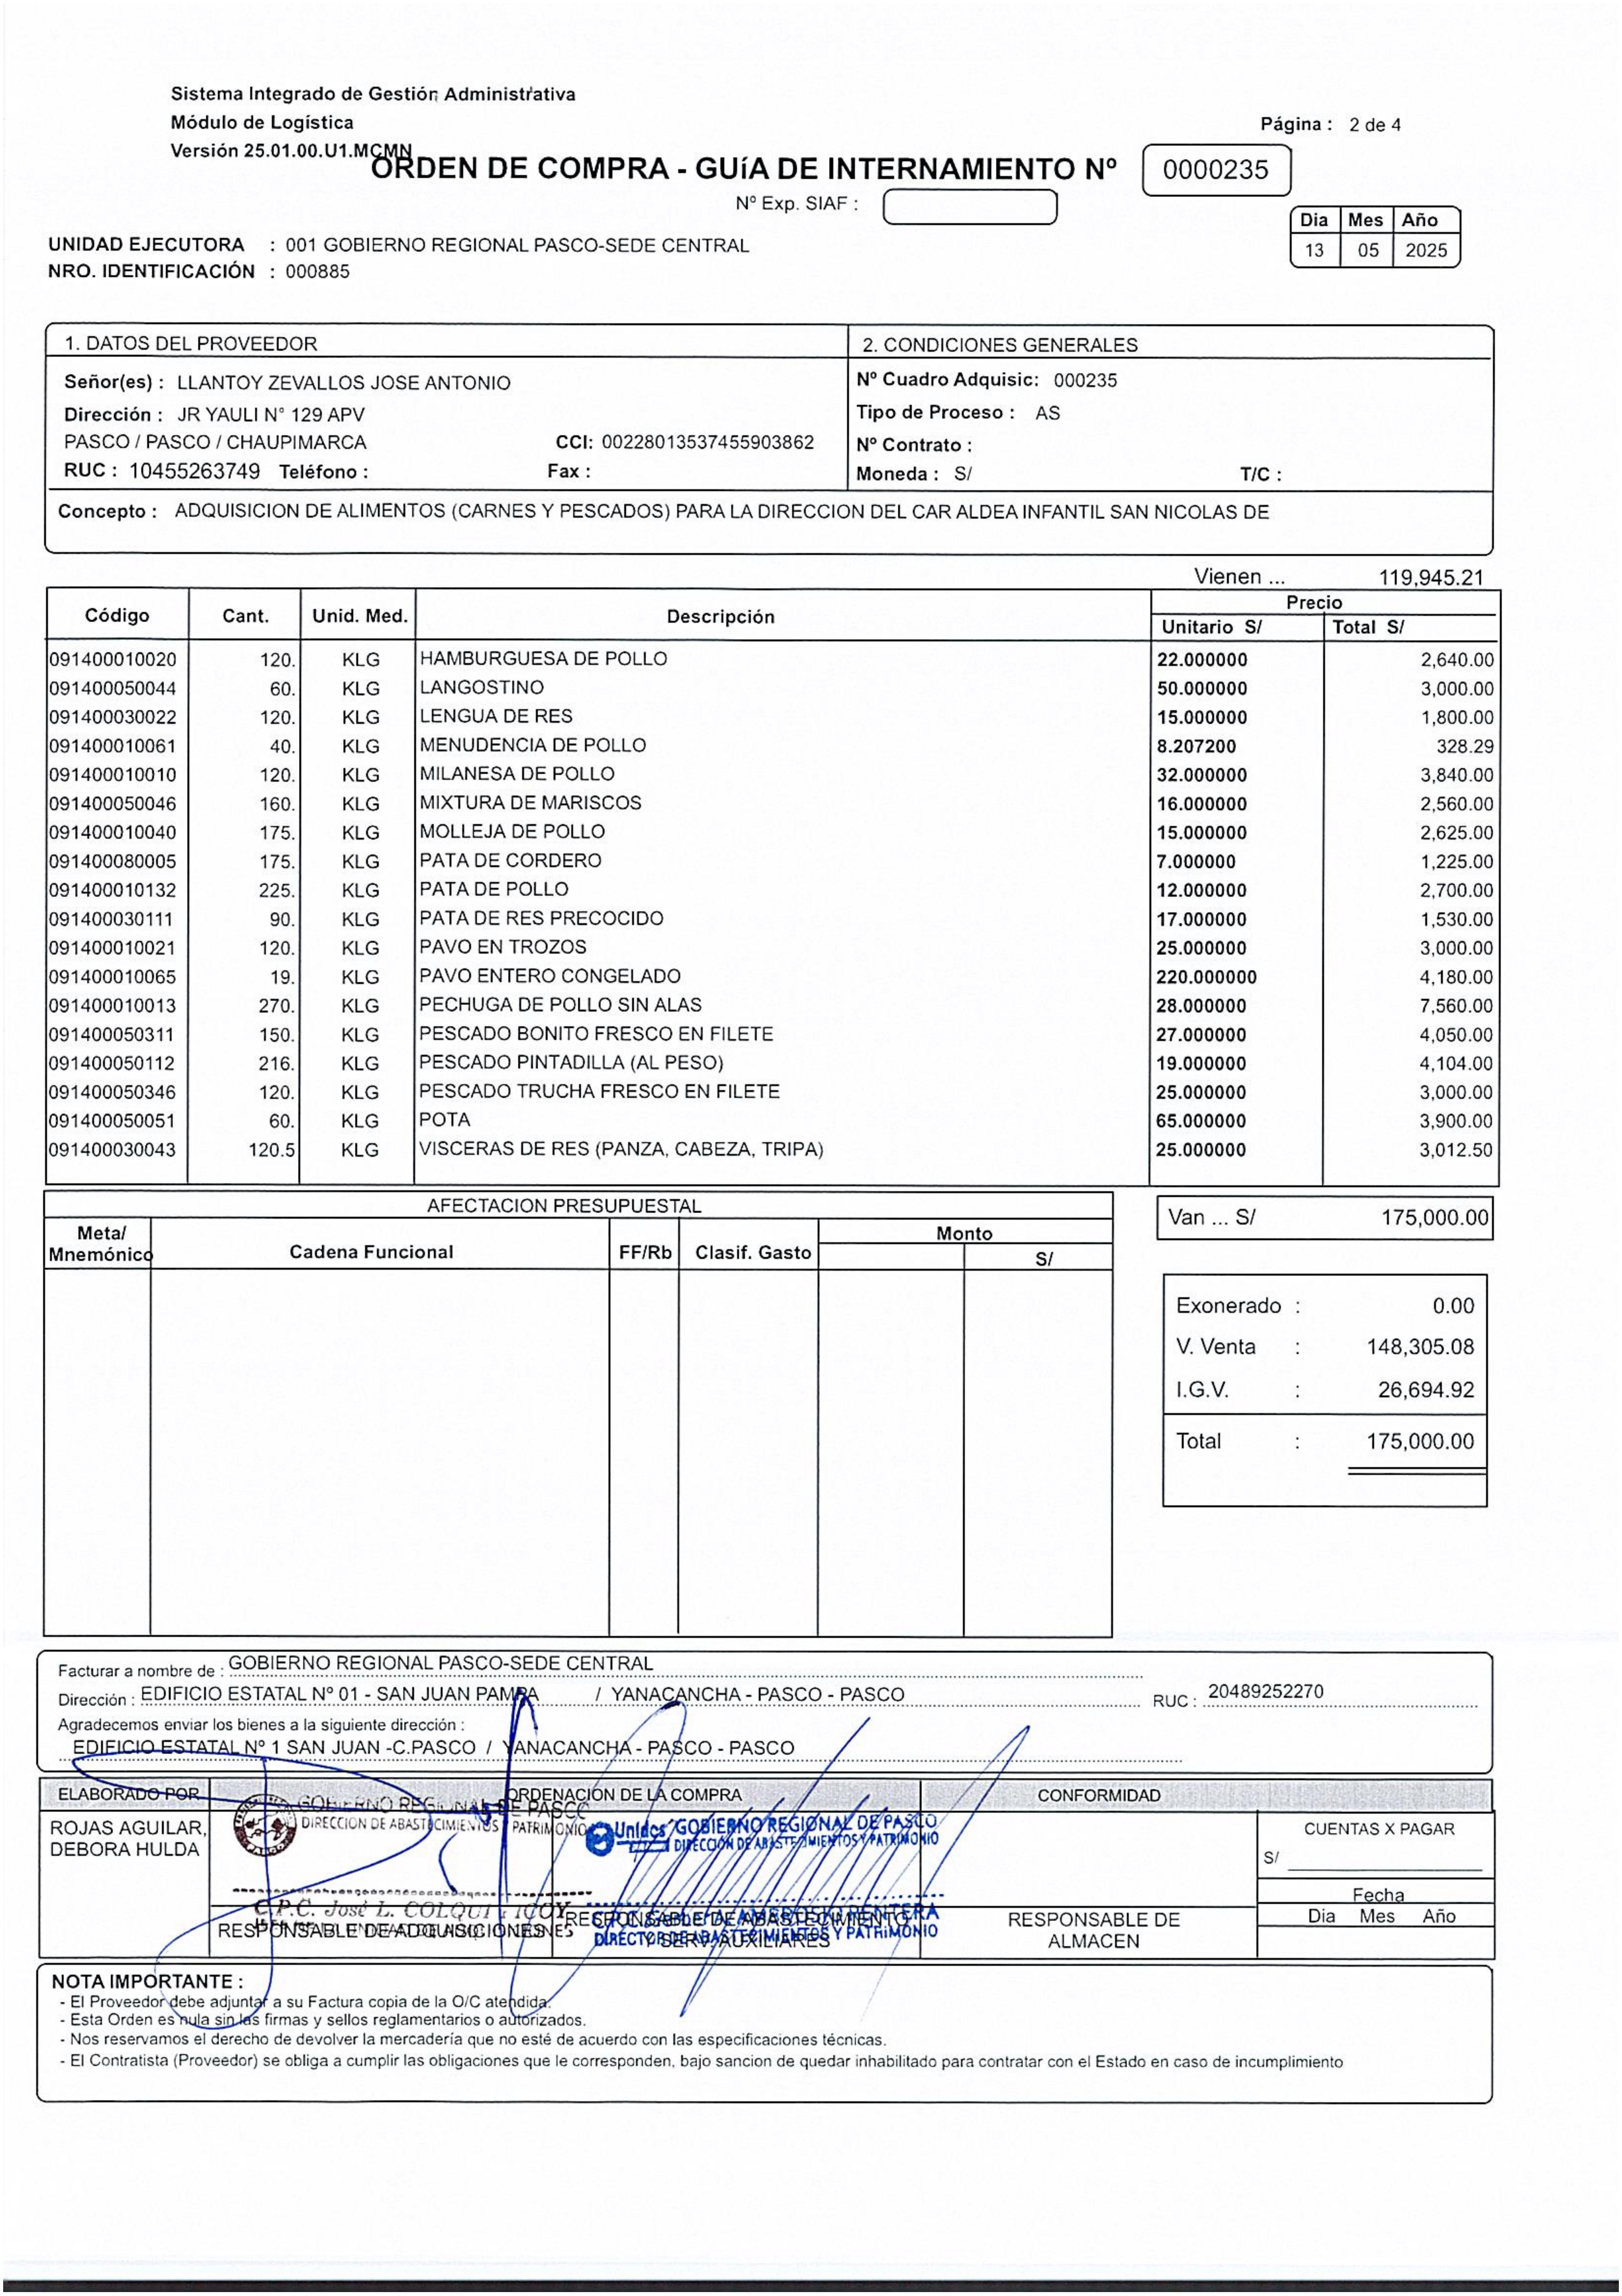 Sistema Integrado de Gestión Administrativa
Módulo de Logística
Versión 25.01.00.U1.MCMN
Página : 2 de 4
ORDEN DE COMPRA - GUíA DE INTERNAMIENTO Nº 0000235
Nº Exp. SIAF :
Dia Mes Año
13 05 2025
UNIDAD EJECUTORA : 001 GOBIERNO REGIONAL PASCO-SEDE CENTRAL
NRO. IDENTIFICACIÓN : 000885
1. DATOS DEL PROVEEDOR
Señor(es) : LLANTOY ZEVALLOS JOSE ANTONIO
Dirección : JR YAULI N° 129 APV
PASCO / PASCO / CHAUPIMARCA CCI: 00228013537455903862
RUC : 10455263749 Teléfono : Fax :
2. CONDICIONES GENERALES
Nº Cuadro Adquisic: 000235
Tipo de Proceso : AS
Nº Contrato :
Moneda : S/ T/C :
Concepto : ADQUISICION DE ALIMENTOS (CARNES Y PESCADOS) PARA LA DIRECCION DEL CAR ALDEA INFANTIL SAN NICOLAS DE
Vienen ... 119,945.21
Código Cant. Unid. Med. Descripción Precio
Unitario S/ Total S/
091400010020 120. KLG HAMBURGUESA DE POLLO 22.000000 2,640.00
091400050044 60. KLG LANGOSTINO 50.000000 3,000.00
091400030022 120. KLG LENGUA DE RES 15.000000 1,800.00
091400010061 40. KLG MENUDENCIA DE POLLO 8.207200 328.29
091400010010 120. KLG MILANESA DE POLLO 32.000000 3,840.00
091400050046 160. KLG MIXTURA DE MARISCOS 16.000000 2,560.00
091400010040 175. KLG MOLLEJA DE POLLO 15.000000 2,625.00
091400080005 175. KLG PATA DE CORDERO 7.000000 1,225.00
091400010132 225. KLG PATA DE POLLO 12.000000 2,700.00
091400030111 90. KLG PATA DE RES PRECOCIDO 17.000000 1,530.00
091400010021 120. KLG PAVO EN TROZOS 25.000000 3,000.00
091400010065 19. KLG PAVO ENTERO CONGELADO 220.000000 4,180.00
091400010013 270. KLG PECHUGA DE POLLO SIN ALAS 28.000000 7,560.00
091400050311 150. KLG PESCADO BONITO FRESCO EN FILETE 27.000000 4,050.00
091400050112 216. KLG PESCADO PINTADILLA (AL PESO) 19.000000 4,104.00
091400050346 120. KLG PESCADO TRUCHA FRESCO EN FILETE 25.000000 3,000.00
091400050051 60. KLG POTA 65.000000 3,900.00
091400030043 120.5 KLG VISCERAS DE RES (PANZA, CABEZA, TRIPA) 25.000000 3,012.50
AFECTACION PRESUPUESTAL
Meta/ Mnemónico Cadena Funcional FF/Rb Clasif. Gasto Monto
S/
Van ... S/ 175,000.00
Exonerado : 0.00
V. Venta : 148,305.08
I.G.V. : 26,694.92
Total : 175,000.00
Facturar a nombre de : GOBIERNO REGIONAL PASCO-SEDE CENTRAL
Dirección : EDIFICIO ESTATAL Nº 01 - SAN JUAN PAMPA / YANACANCHA - PASCO - PASCO RUC : 20489252270
Agradecemos enviar los bienes a la siguiente dirección :
EDIFICIO ESTATAL Nº 1 SAN JUAN -C.PASCO / YANACANCHA - PASCO - PASCO
ELABORADO POR ORDENACION DE LA COMPRA CONFORMIDAD
ROJAS AGUILAR,
DEBORA HULDA
GOBIERNO REGIONAL DE PASCO
DIRECCION DE ABASTECIMIENTOS Y PATRIMONIO
C.P.C. José L.
RESPONSABLE DE ADQUISICIONES
Unidos GOBIERNO REGIONAL DE PASCO
DIRECCIÓN DE ABASTECIMIENTOS Y PATRIMONIO
RESPONSABLE DE ABASTECIMIENTO
Y SERV. AUXILIARES
DIRECTOR DE ABASTECIMIENTOS Y PATRIMONIO
RESPONSABLE DE
ALMACEN
CUENTAS X PAGAR
S/
Fecha
Dia Mes Año
NOTA IMPORTANTE :
- El Proveedor debe adjuntar a su Factura copia de la O/C atendida.
- Esta Orden es nula sin las firmas y sellos reglamentarios o autorizados.
- Nos reservamos el derecho de devolver la mercadería que no esté de acuerdo con las especificaciones técnicas.
- El Contratista (Proveedor) se obliga a cumplir las obligaciones que le corresponden, bajo sancion de quedar inhabilitado para contratar con el Estado en caso de incumplimiento